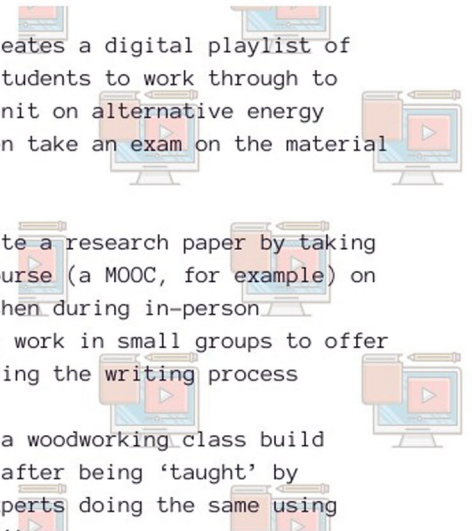 eates a digital playlist of
tudents to work through to
nit on alternative energy
n take an exam on the material
te a research paper by taking
urse (a MOOC, for example) on
hen during in–person
work in small groups to offer
ing the writing process
a woodworking class build
after being ‘taught’ by
perts doing the same using